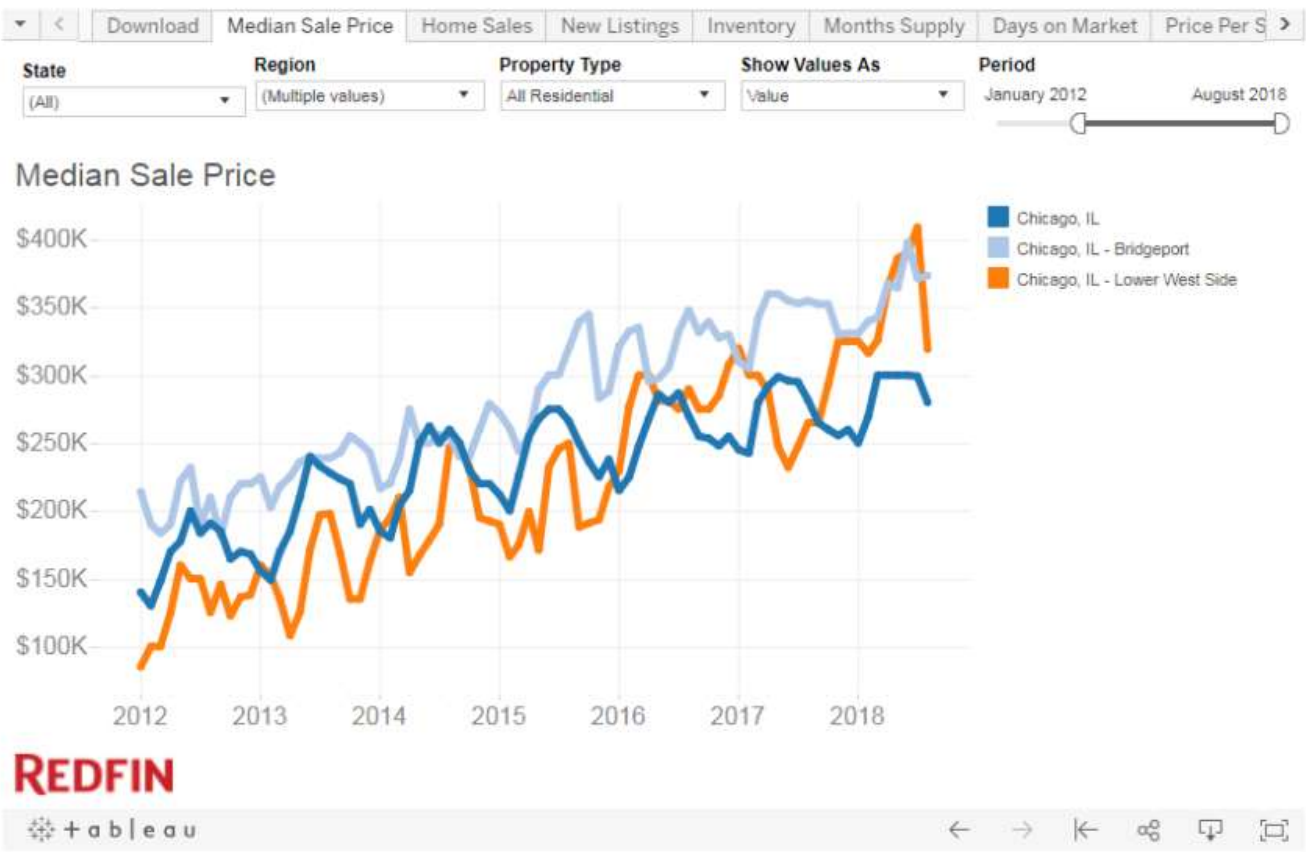 Download Median Sale Price Home Sales New Listings Inventory Months Supply Days on Market Price Per S
State Region Property Type Show Values As Period
(All) (Multiple values) All Residential Value January 2012 August 2018
Median Sale Price
$400K
$350K
$300K
$250K
$200K
$150K
$100K
2012 2013 2014 2015 2016 2017 2018
Chicago, IL
Chicago, IL - Bridgeport
Chicago, IL - Lower West Side
REDFIN
+ableau